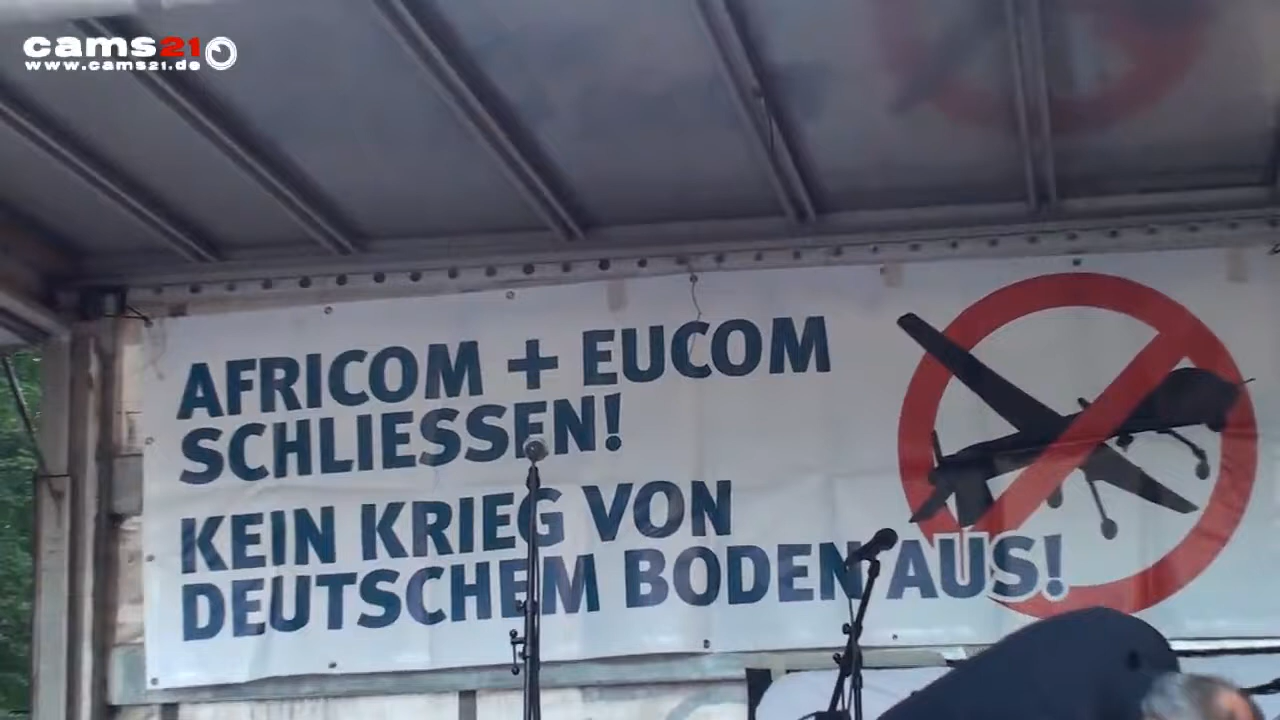 cams21
www.cams21.de
AFRICOM + EUCOM
SCHLIESSEN!
KEIN KRIEG VON
DEUTSCHEM BODEN AUS!